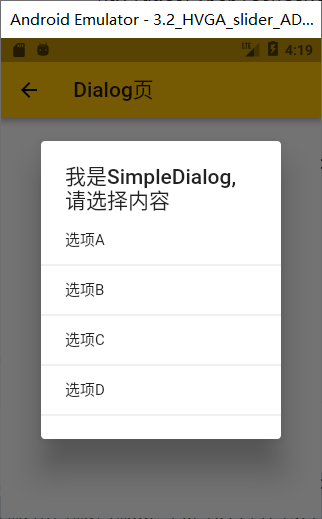 Android Emulator - 3.2_HVGA_slider_AD...
LTE 4:19
Dialog页
我是SimpleDialog,
请选择内容
选项A
选项B
选项C
选项D